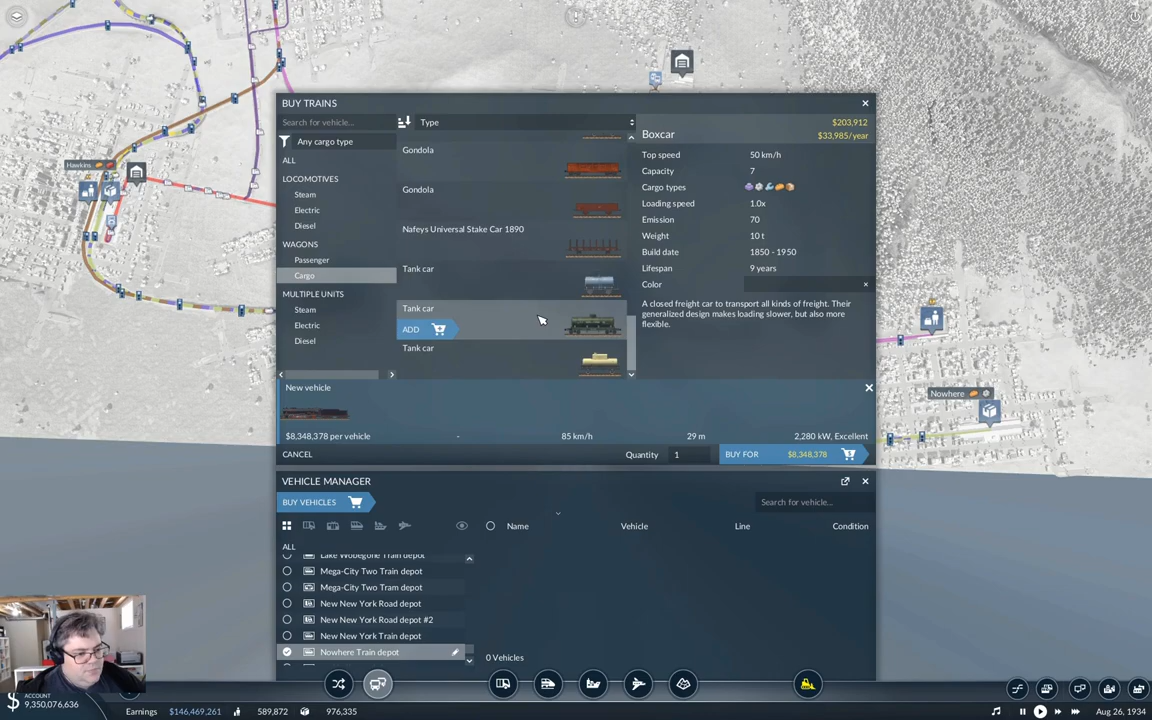 BUY TRAINS
Search for vehicle...
Type
Any cargo type
ALL
LOCOMOTIVES
Steam
Electric
Diesel
WAGONS
Passenger
Cargo
MULTIPLE UNITS
Steam
Electric
Diesel
Gondola
Gondola
Nafeys Universal Stake Car 1890
Tank car
Tank car
ADD
Tank car
$203,912
Boxcar
$33,985/year
Top speed 50 km/h
Capacity 7
Cargo types
Loading speed 1.0x
Emission 70
Weight 10 t
Build date 1850 - 1950
Lifespan 9 years
Color
A closed freight car to transport all kinds of freight. Their
generalized design makes loading slower, but also more
flexible.
New vehicle
$8,348,378 per vehicle - 85 km/h 29 m 2,280 kW, Excellent
CANCEL Quantity 1 BUY FOR $8,348,378
VEHICLE MANAGER
BUY VEHICLES
Search for vehicle...
Name Vehicle Line Condition
ALL
Lake Wobegone Train depot
Mega-City Two Train depot
Mega-City Two Tram depot
New New York Road depot
New New York Road depot #2
New New York Train depot
Nowhere Train depot
0 Vehicles
Hawkins
Nowhere
$ ACCOUNT
9,350,076,636
Earnings $146,469,261 589,872 976,335
Aug 26, 1934